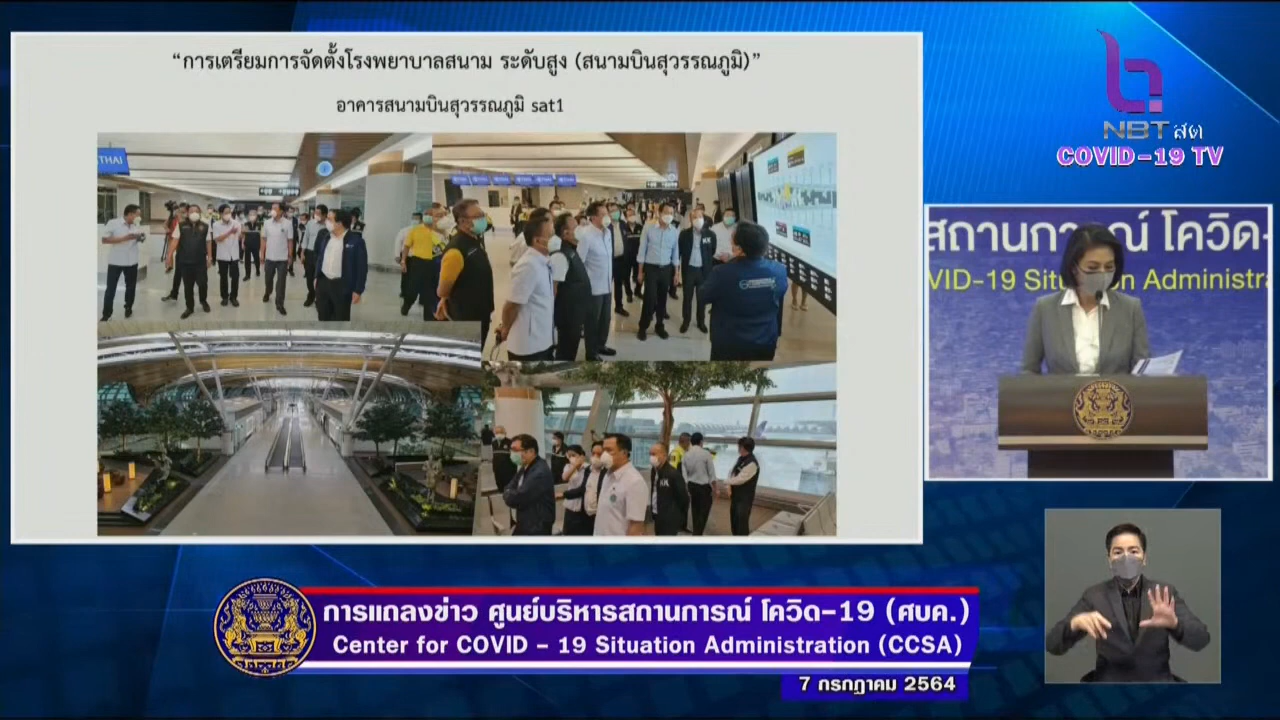 “การเตรียมการจัดตั้งโรงพยาบาลสนาม ระดับสูง (สนามบินสุวรรณภูมิ)”
อาคารสนามบินสุวรรณภูมิ sat1
THAI
NBT สด
COVID-19 TV
สถานการณ์ โควิด-
VID-19 Situation Administra
การแถลงข่าว ศูนย์บริหารสถานการณ์ โควิด-19 (ศบค.)
Center for COVID - 19 Situation Administration (CCSA)
7 กรกฎาคม 2564